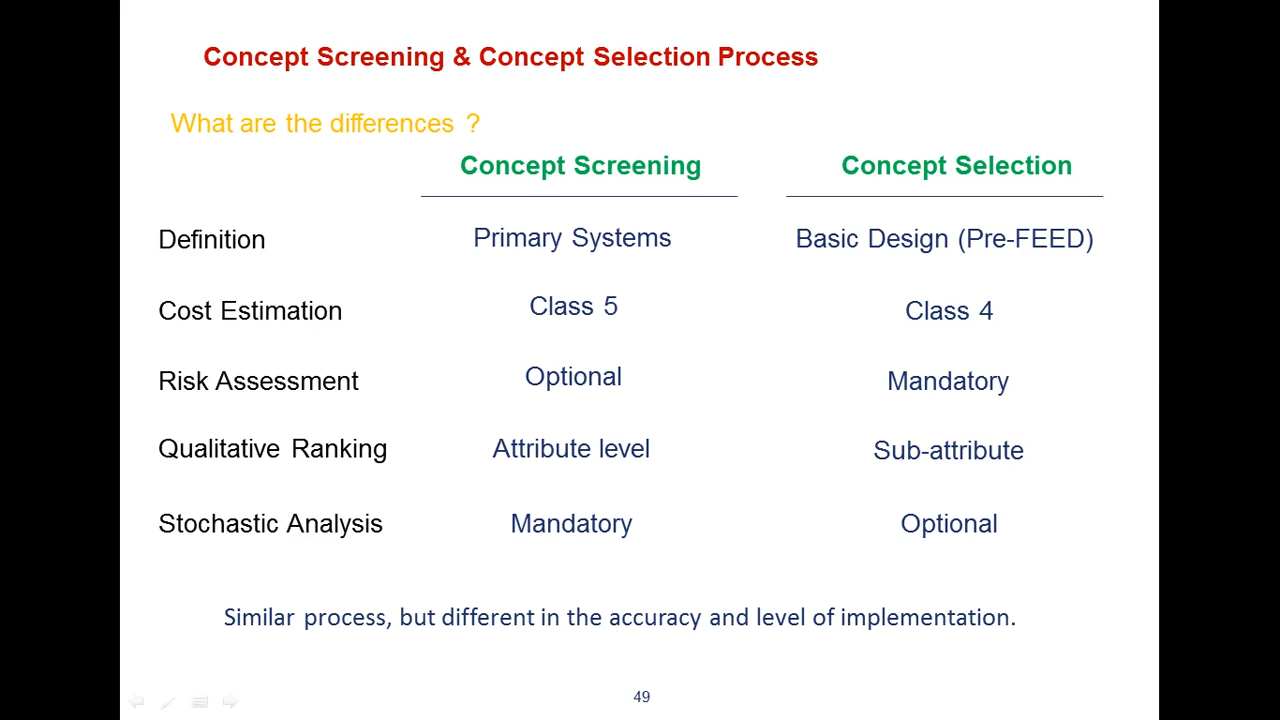 Concept Screening & Concept Selection Process
What are the differences ?
Concept Screening Concept Selection
Definition Primary Systems Basic Design (Pre-FEED)
Cost Estimation Class 5 Class 4
Risk Assessment Optional Mandatory
Qualitative Ranking Attribute level Sub-attribute
Stochastic Analysis Mandatory Optional
Similar process, but different in the accuracy and level of implementation.
49